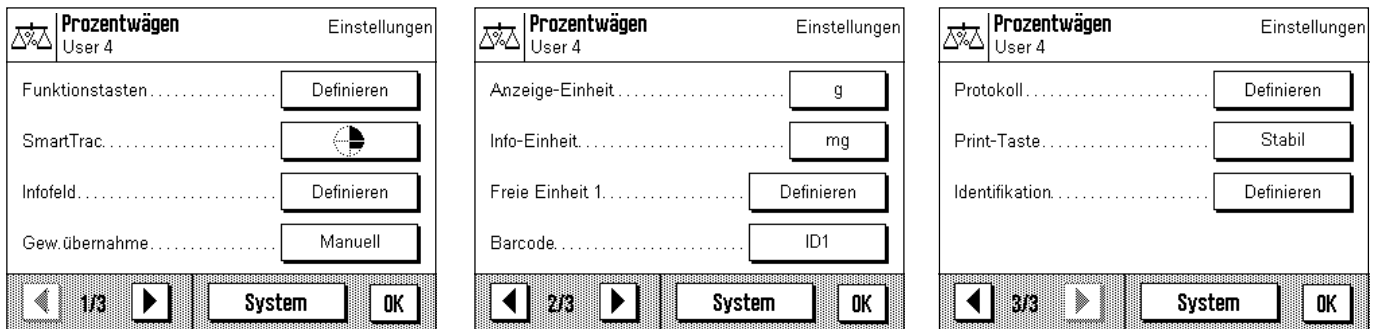 Prozentwägen
User 4
Einstellungen
Funktionstasten................ Definieren
SmartTrac......................
Infofeld......................... Definieren
Gew.übernahme................ Manuell
1/3 System OK
Prozentwägen
User 4
Einstellungen
Anzeige-Einheit..................... g
Info-Einheit.......................... mg
Freie Einheit 1................... Definieren
Barcode......................... ID1
2/3 System OK
Prozentwägen
User 4
Einstellungen
Protokoll....................... Definieren
Print-Taste..................... Stabil
Identifikation.................. Definieren
3/3 System OK